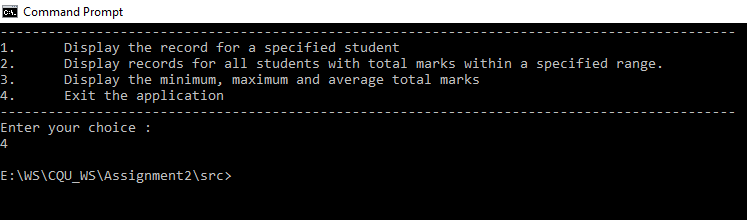 Command Prompt
--------------------------------------------------------------------------------------------
1.      Display the record for a specified student
2.      Display records for all students with total marks within a specified range.
3.      Display the minimum, maximum and average total marks
4.      Exit the application
--------------------------------------------------------------------------------------------
Enter your choice :
4
E:\WS\CQU_WS\Assignment2\src>